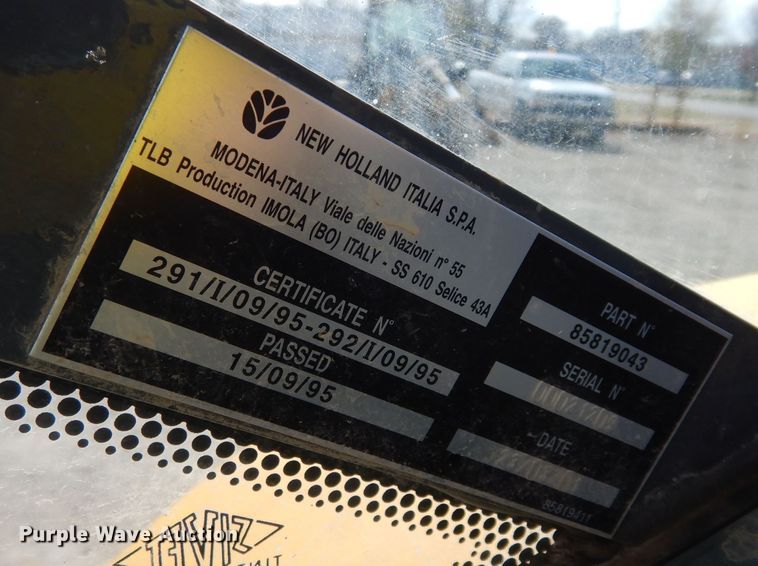 NEW HOLLAND ITALIA S.P.A.
MODENA-ITALY Viale delle Nazioni n° 55
TLB Production IMOLA (BO) ITALY - SS 610 Selice 43A
CERTIFICATE N°
291/I/09/95-292/I/09/95
PASSED
15/09/95
PART N°
85819043
SERIAL N°
DATE
85819411
Purple Wave Auction